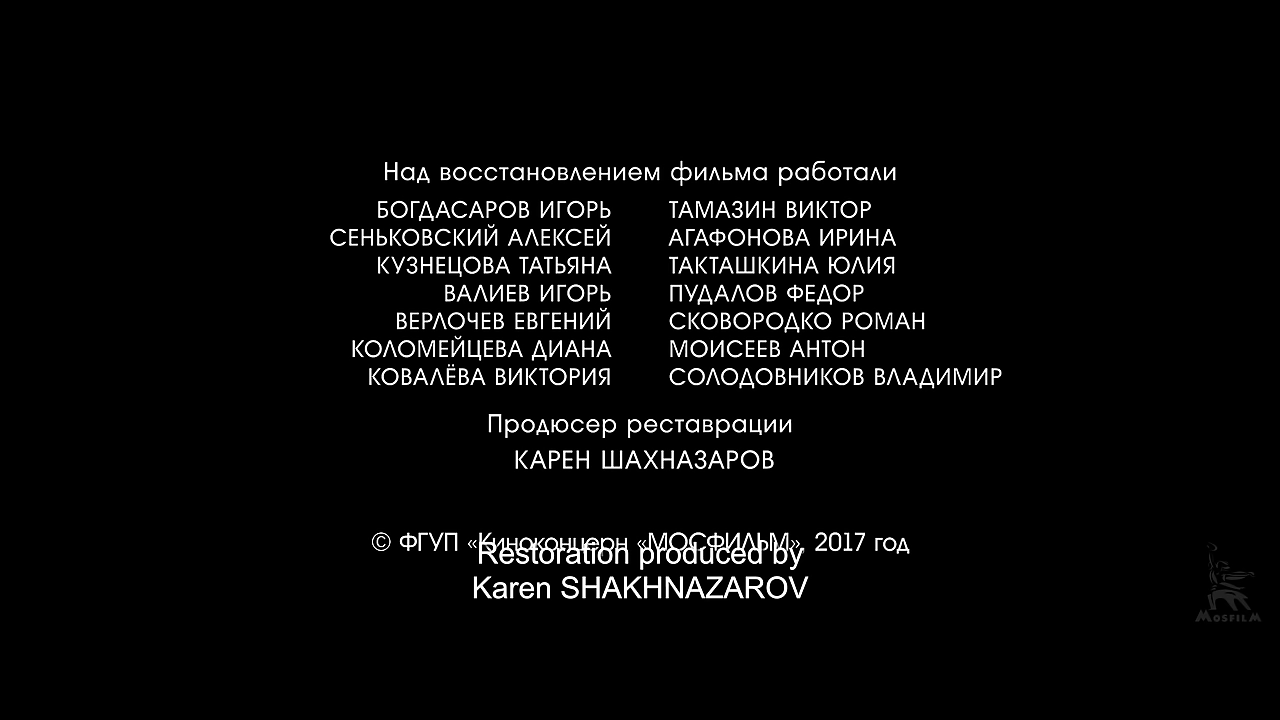 Над восстановлением фильма работали
БОГДАСАРОВ ИГОРЬ ТАМАЗИН ВИКТОР
СЕНЬКОВСКИЙ АЛЕКСЕЙ АГАФОНОВА ИРИНА
КУЗНЕЦОВА ТАТЬЯНА ТАКТАШКИНА ЮЛИЯ
ВАЛИЕВ ИГОРЬ ПУДАЛОВ ФЕДОР
ВЕРЛОЧЕВ ЕВГЕНИЙ СКОВОРОДКО РОМАН
КОЛОМЕЙЦЕВА ДИАНА МОИСЕЕВ АНТОН
КОВАЛЁВА ВИКТОРИЯ СОЛОДОВНИКОВ ВЛАДИМИР
Продюсер реставрации
КАРЕН ШАХНАЗАРОВ
© ФГУП «Киноконцерн «МОСФИЛЬМ», 2017 год
Restoration produced by
Karen SHAKHNAZAROV
MOSFILM